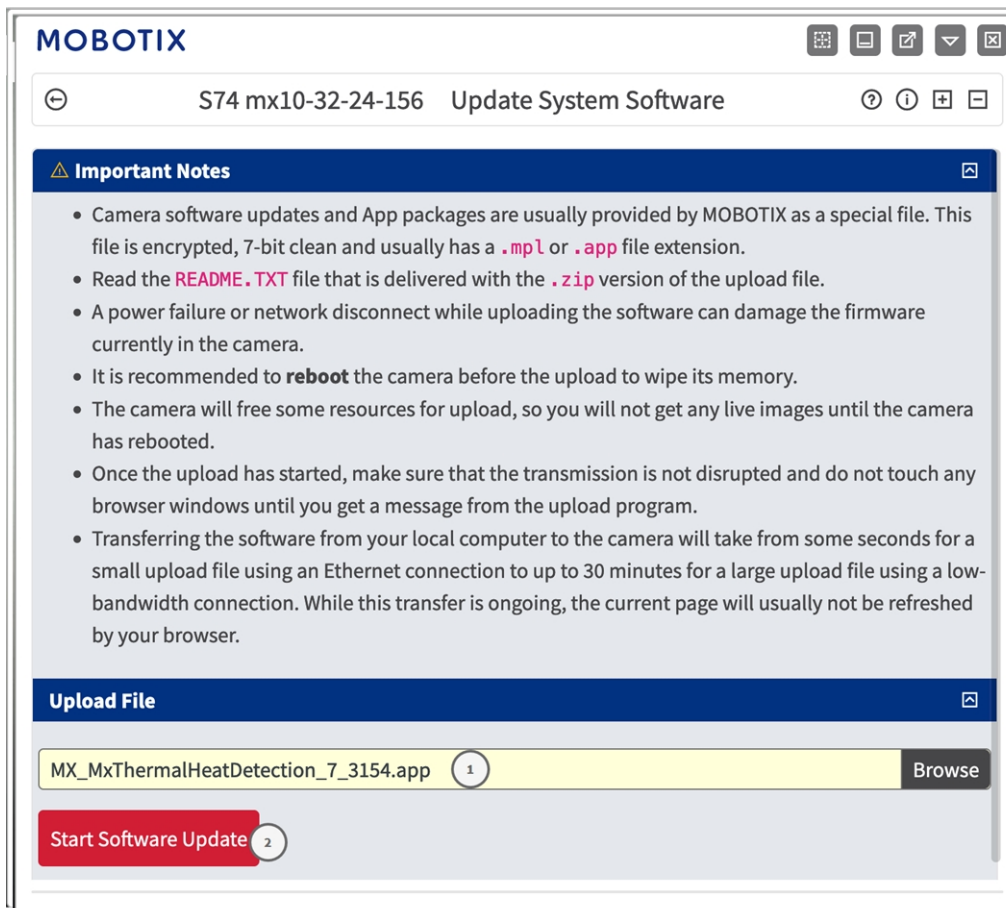 MOBOTIX
S74 mx10-32-24-156 Update System Software
Important Notes
• Camera software updates and App packages are usually provided by MOBOTIX as a special file. This
file is encrypted, 7-bit clean and usually has a .mpl or .app file extension.
• Read the README.TXT file that is delivered with the .zip version of the upload file.
• A power failure or network disconnect while uploading the software can damage the firmware
currently in the camera.
• It is recommended to reboot the camera before the upload to wipe its memory.
• The camera will free some resources for upload, so you will not get any live images until the camera
has rebooted.
• Once the upload has started, make sure that the transmission is not disrupted and do not touch any
browser windows until you get a message from the upload program.
• Transferring the software from your local computer to the camera will take from some seconds for a
small upload file using an Ethernet connection to up to 30 minutes for a large upload file using a low-
bandwidth connection. While this transfer is ongoing, the current page will usually not be refreshed
by your browser.
Upload File
MX_MxThermalHeatDetection_7_3154.app 1 Browse
Start Software Update 2